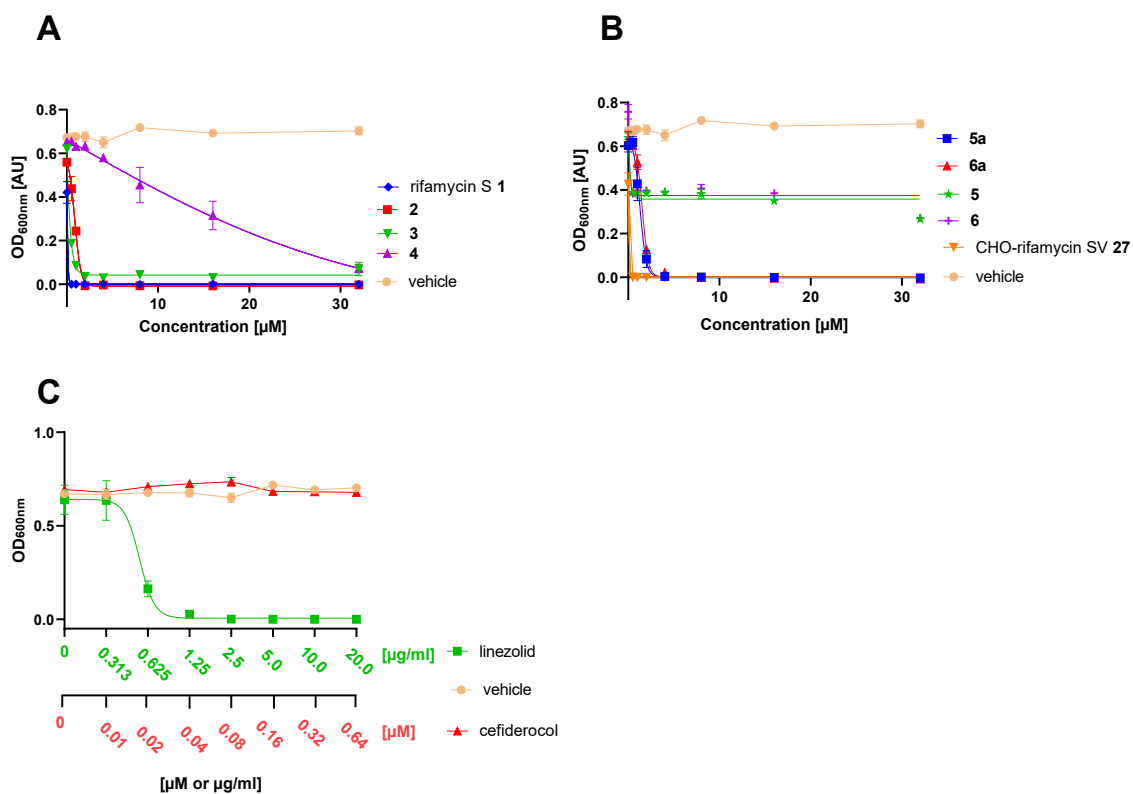 A
0.8
0.6
0.4
0.2
0.0
OD600nm [AU]
10
20
30
Concentration [µM]
rifamycin S 1
2
3
4
vehicle
B
0.8
0.6
0.4
0.2
0.0
OD600nm [AU]
10
20
30
Concentration [µM]
5a
6a
5
6
CHO-rifamycin SV 27
vehicle
C
1.0
0.5
0.0
OD600nm
0 0.313 0.625 1.25 2.5 5.0 10.0 20.0 [µg/ml]
0 0.01 0.02 0.04 0.08 0.16 0.32 0.64 [µM]
[µM or µg/ml]
linezolid
vehicle
cefiderocol